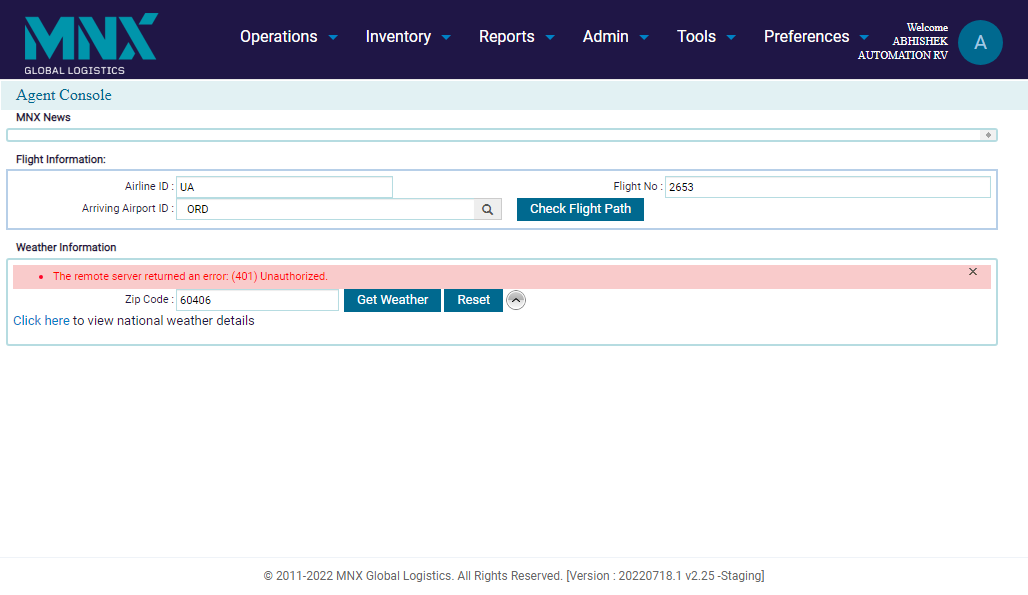 MNX
GLOBAL LOGISTICS
Operations Inventory Reports Admin Tools Preferences
Welcome
ABHISHEK
AUTOMATION RV
A
Agent Console
MNX News
Flight Information:
Airline ID : UA Flight No : 2653
Arriving Airport ID : ORD Check Flight Path
Weather Information
• The remote server returned an error: (401) Unauthorized.
Zip Code : 60406 Get Weather Reset
Click here to view national weather details
© 2011-2022 MNX Global Logistics. All Rights Reserved. [Version : 20220718.1 v2.25 -Staging]